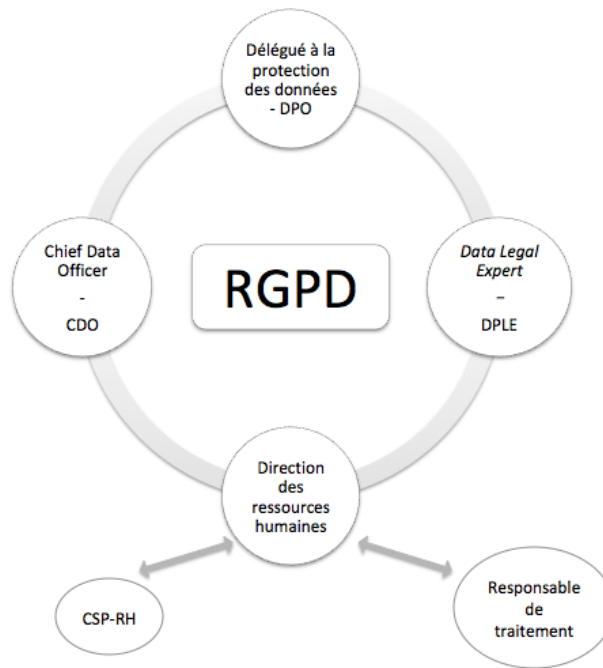 Délégué à la
protection
des données
- DPO
Chief Data
Officer
-
CDO
RGPD
Data Legal
Expert
–
DPLE
Direction
des
ressources
humaines
CSP-RH
Responsable
de
traitement